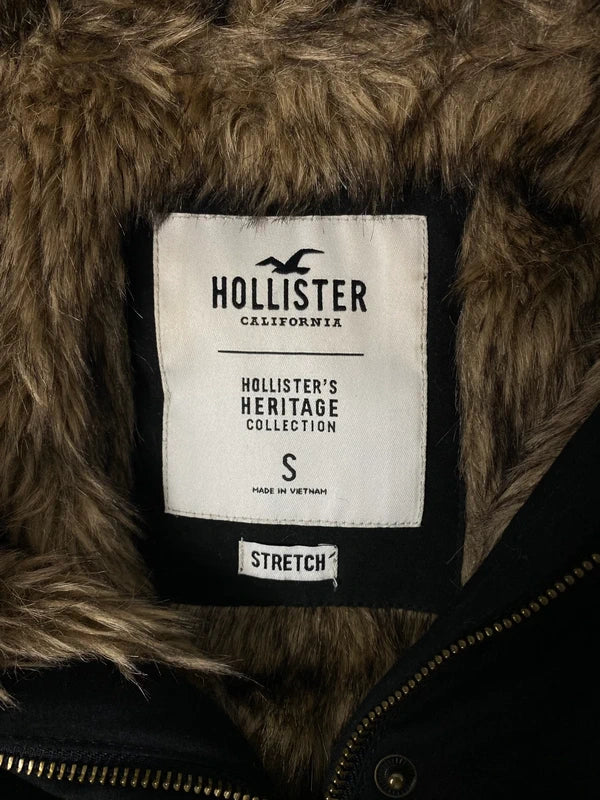 HOLLISTER
CALIFORNIA
HOLLISTER'S
HERITAGE
COLLECTION
S
MADE IN VIETNAM
STRETCH